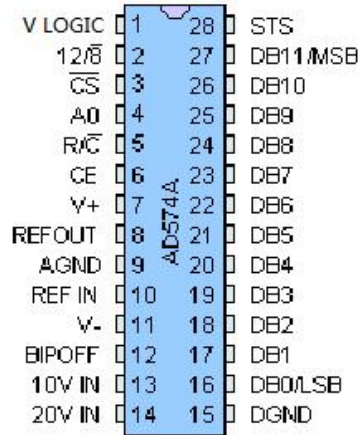 V LOGIC 1 28 STS
12/8̅ 2 27 DB11/MSB
C̅S̅ 3 26 DB10
A0 4 25 DB9
R/C̅ 5 24 DB8
CE 6 23 DB7
V+ 7 22 DB6
REFOUT 8 21 DB5
AGND 9 20 DB4
REF IN 10 19 DB3
V- 11 18 DB2
BIPOFF 12 17 DB1
10V IN 13 16 DB0/LSB
20V IN 14 15 DGND
AD574A